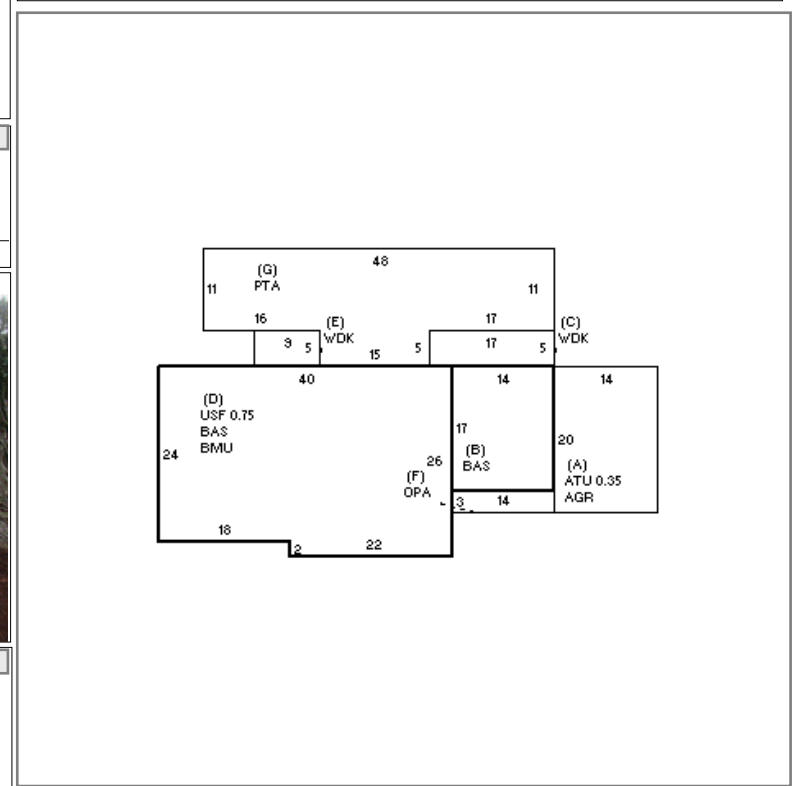 48
(G)
PTA
11
11
16
(E)
WDK
17
(C)
WDK
9
5
15
5
17
5
40
14
14
(D)
USF 0.75
BAS
BMU
24
17
20
(B)
BAS
26
(F)
OPA
(A)
ATU 0.35
AGR
3
14
18
2
22